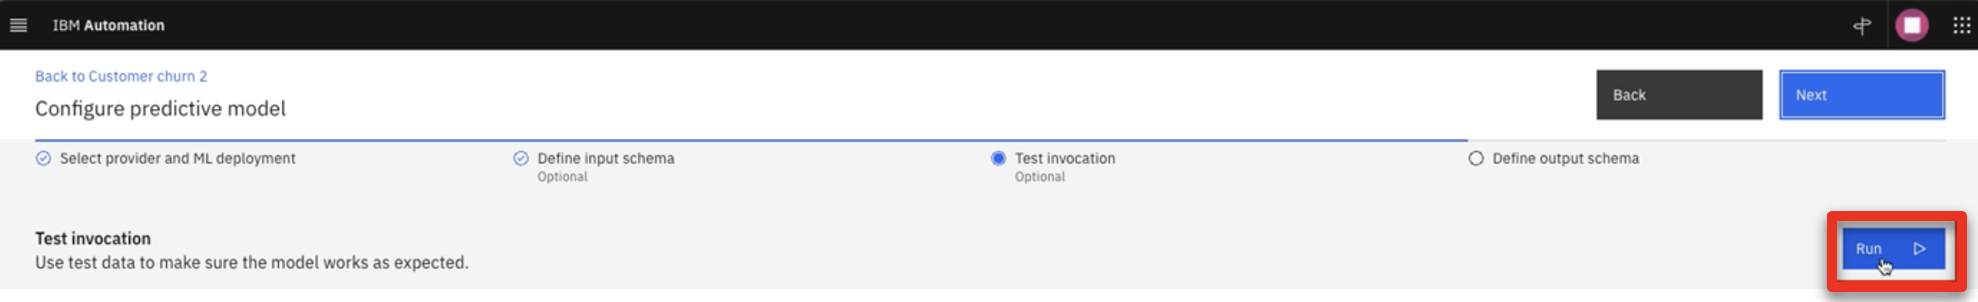 IBM Automation
Back to Customer churn 2
Configure predictive model
Back
Next
Select provider and ML deployment
Define input schema
Optional
Test invocation
Optional
Define output schema
Test invocation
Use test data to make sure the model works as expected.
Run